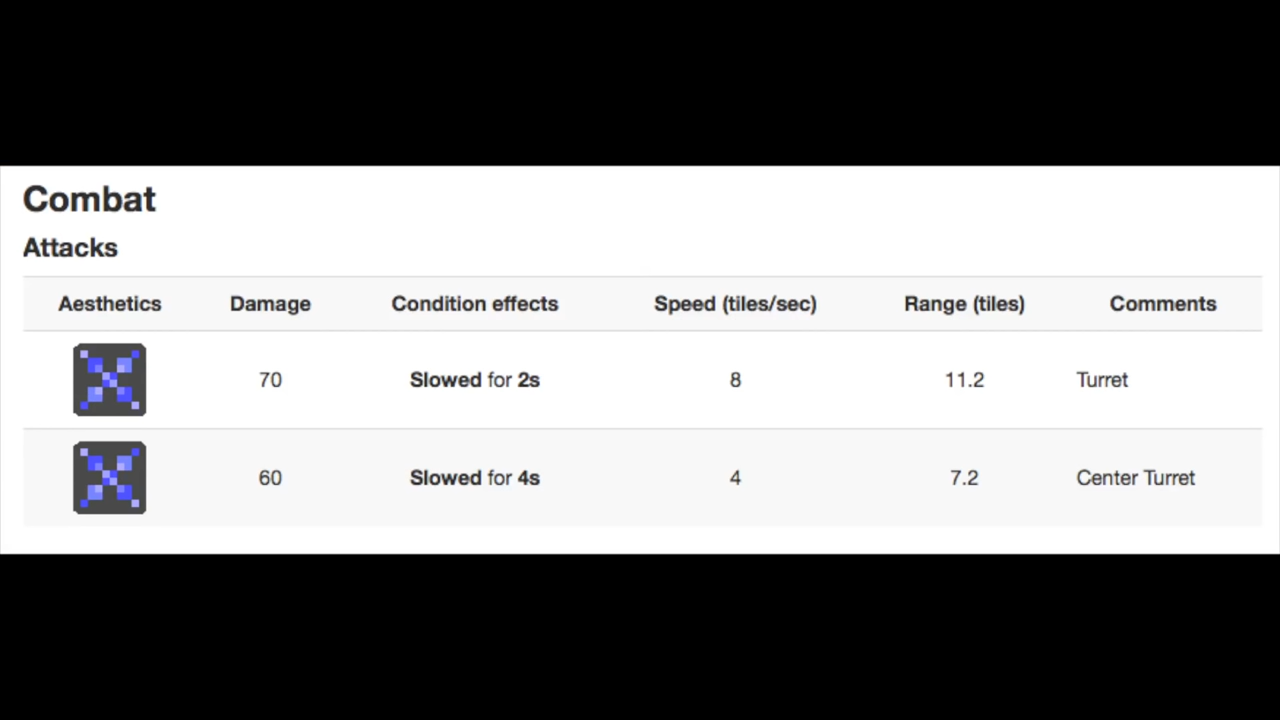 Combat
Attacks
Aesthetics Damage Condition effects Speed (tiles/sec) Range (tiles) Comments
70 Slowed for 2s 8 11.2 Turret
60 Slowed for 4s 4 7.2 Center Turret